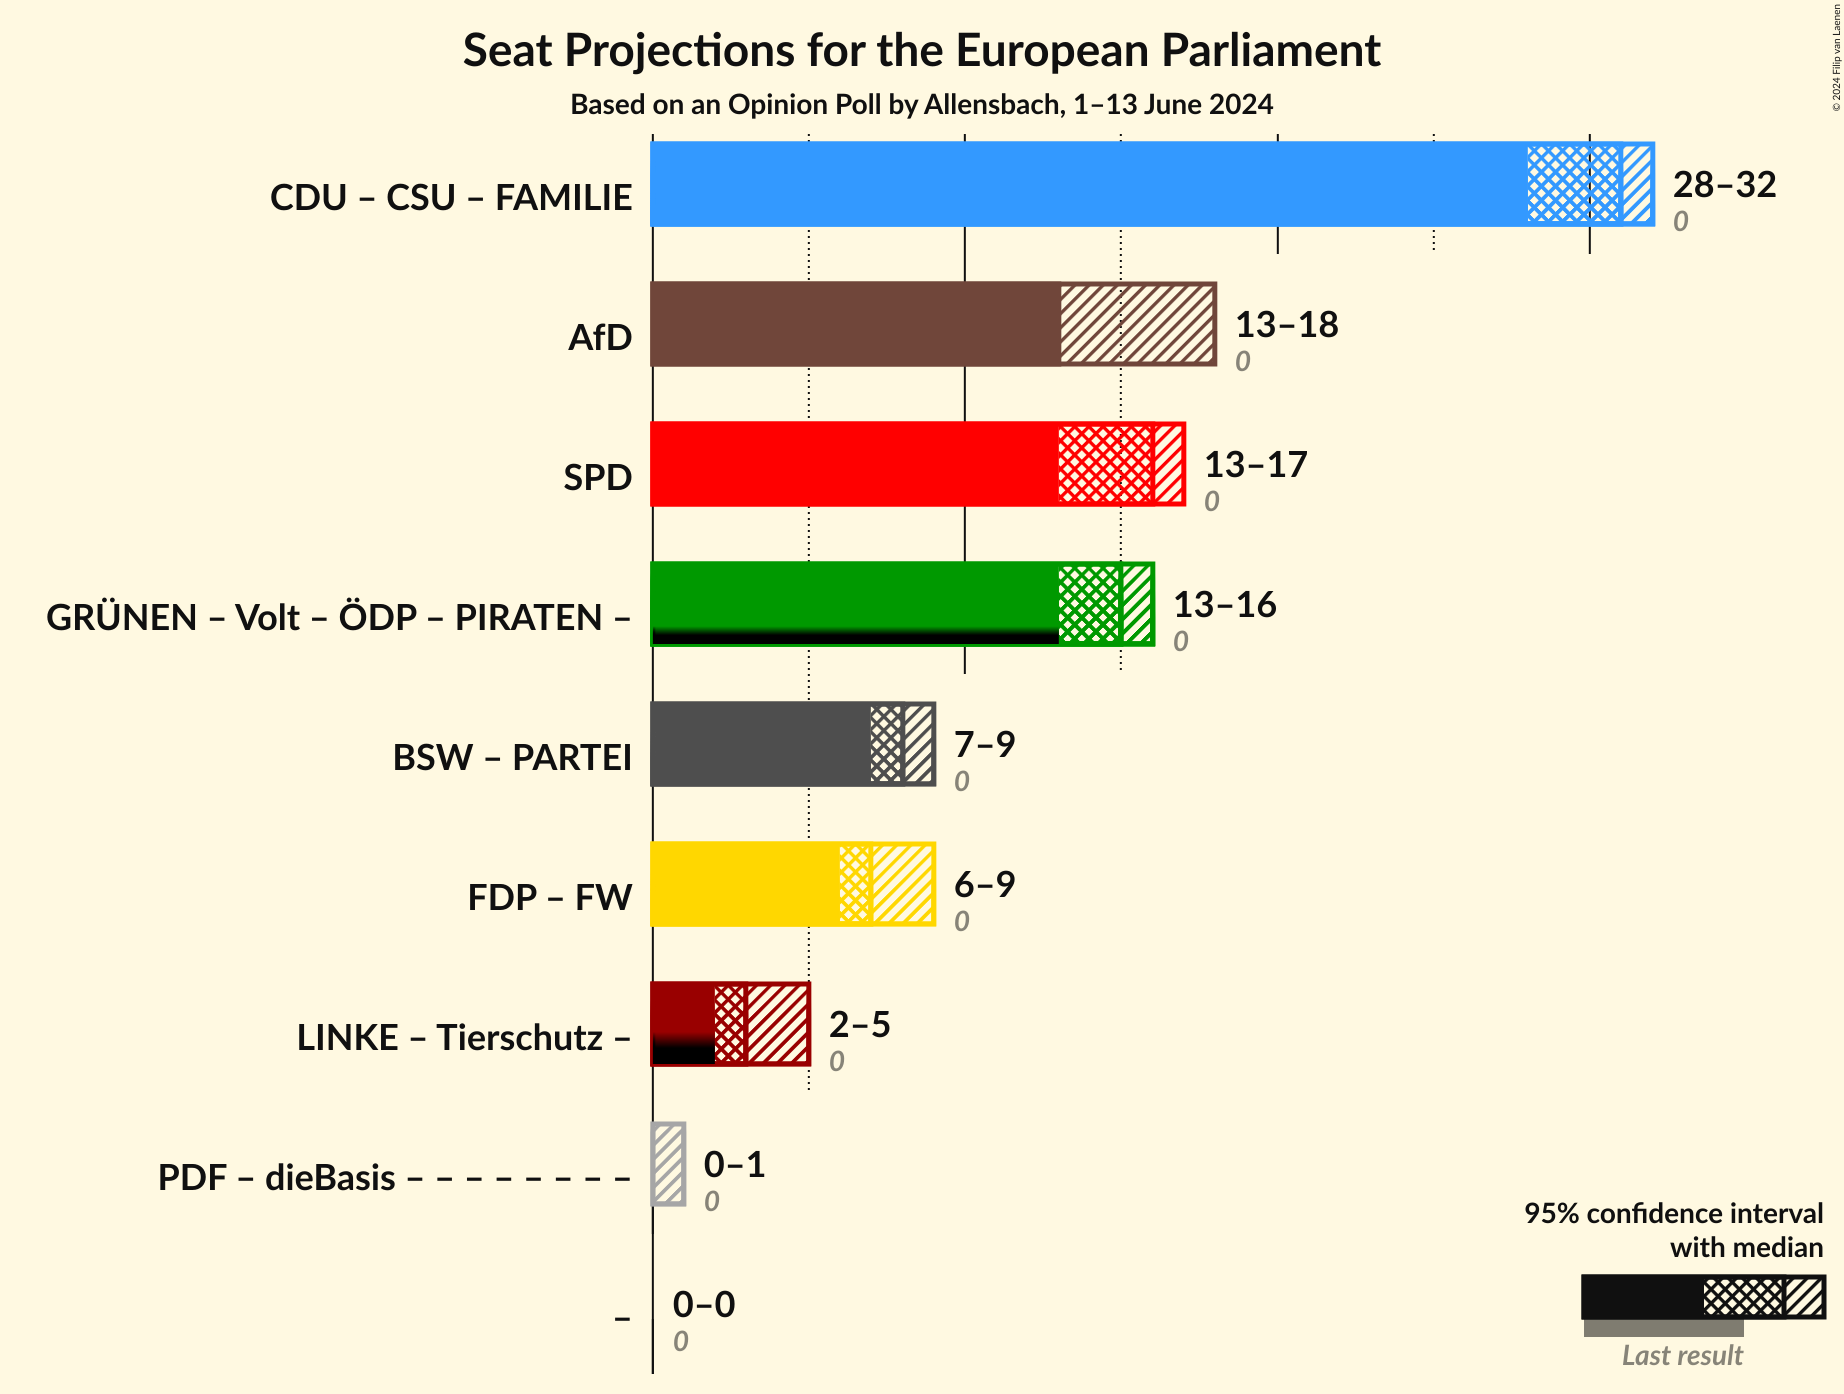 Seat Projections for the European Parliament
Based on an Opinion Poll by Allensbach, 1–13 June 2024
© 2024 Filip van Laenen
CDU – CSU – FAMILIE
28–32
0
AfD
13–18
0
SPD
13–17
0
GRÜNEN – Volt – ÖDP – PIRATEN –
13–16
0
BSW – PARTEI
7–9
0
FDP – FW
6–9
0
LINKE – Tierschutz –
2–5
0
PDF – dieBasis – – – – – – – –
0–1
0
–
0–0
0
95% confidence interval
with median
Last result